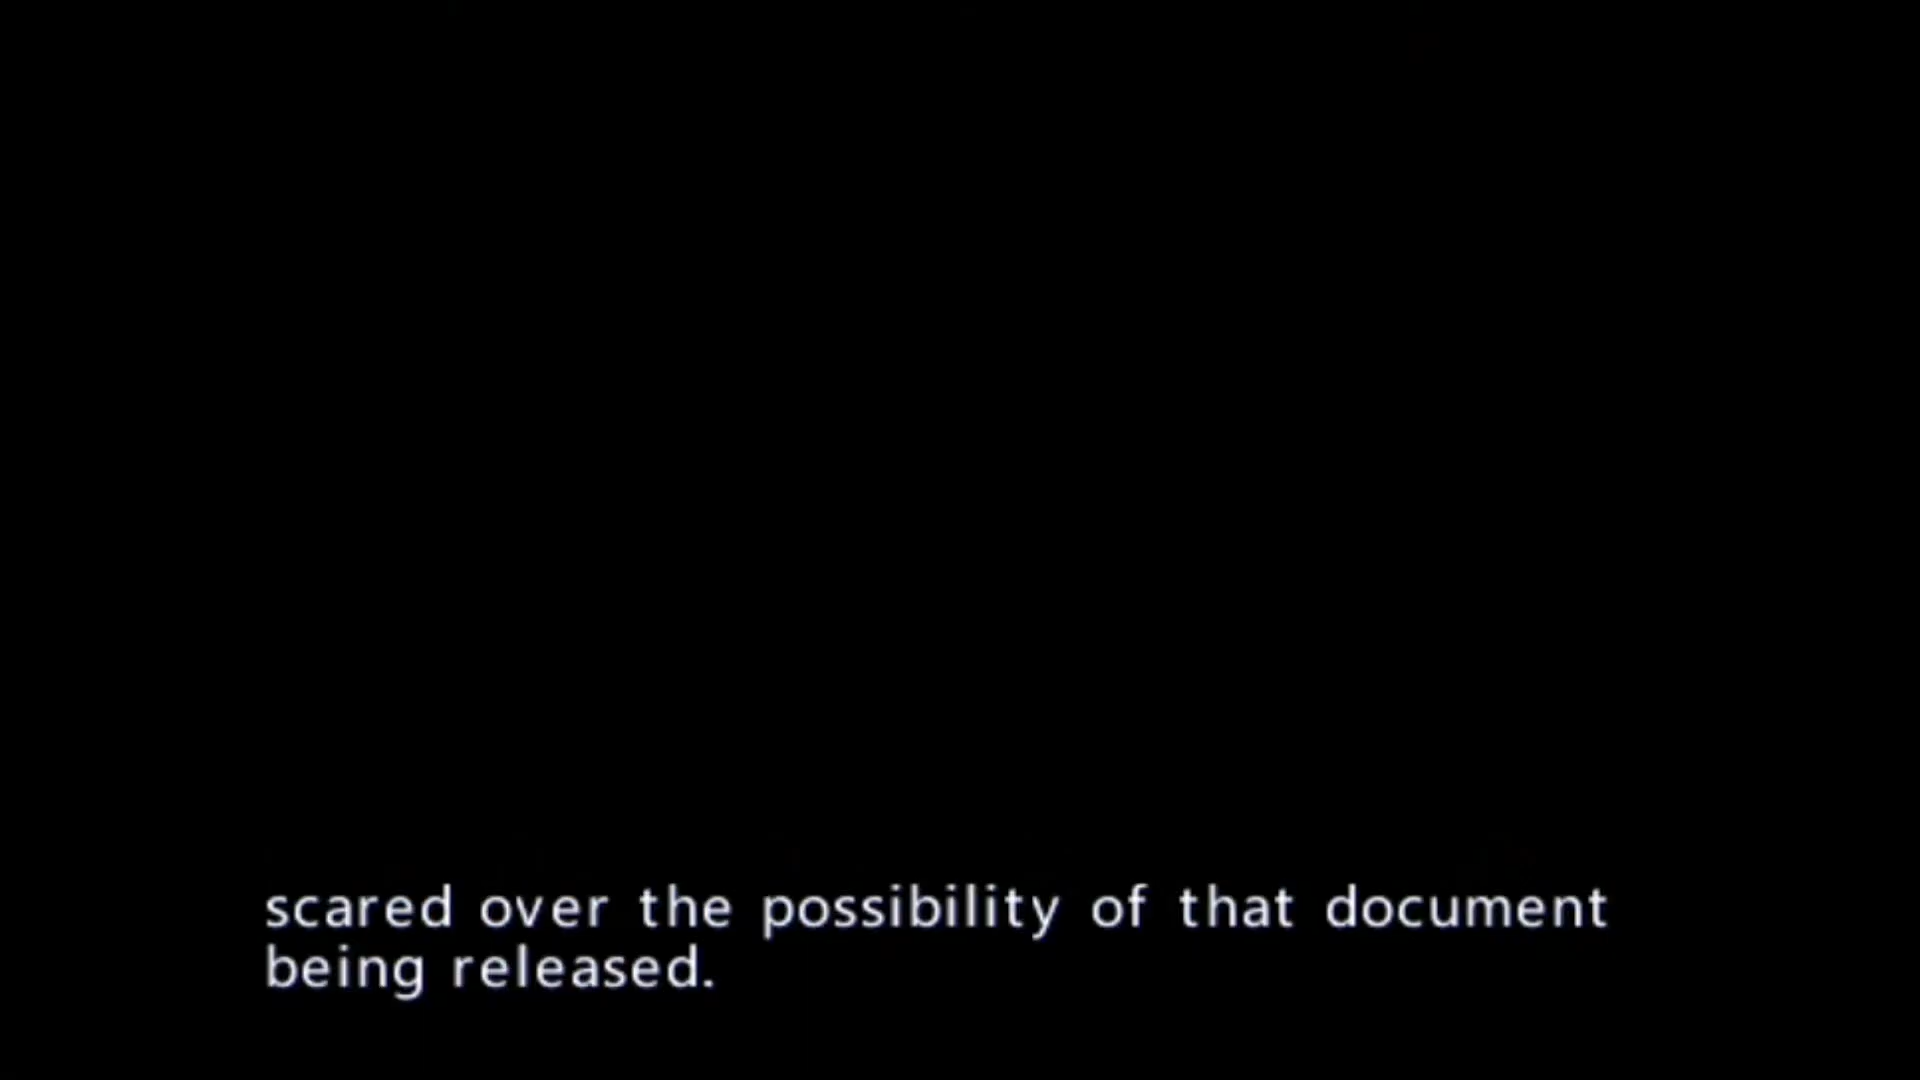 scared over the possibility of that document
being released.